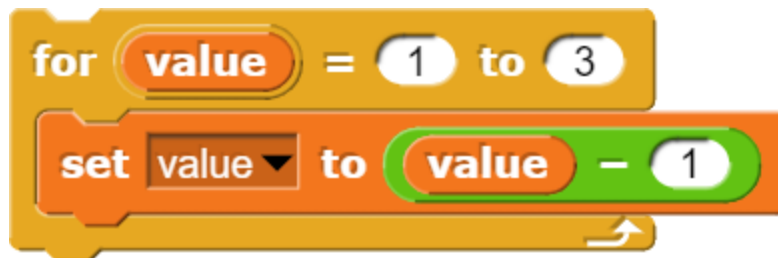 for value = 1 to 3
set value to value - 1